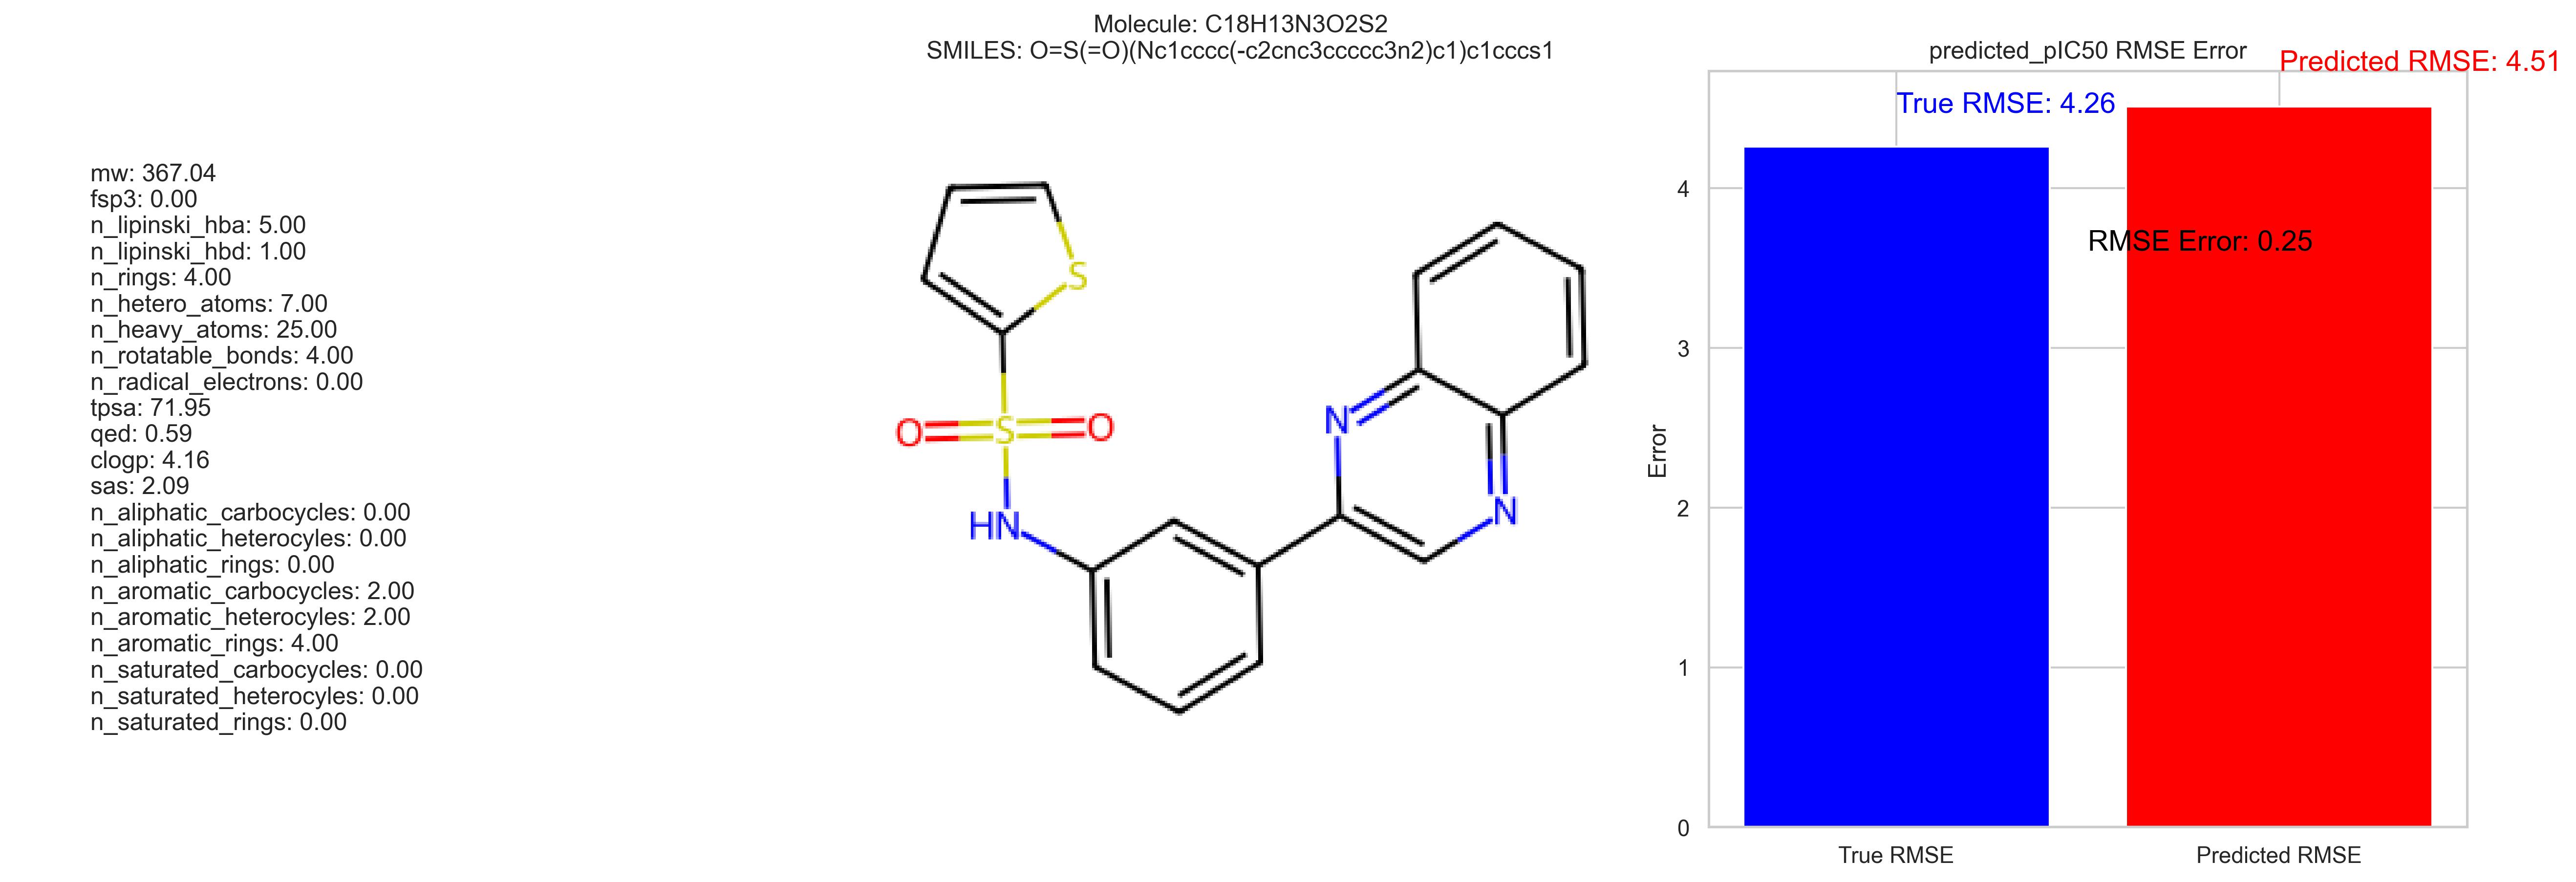 Molecule: C18H13N3O2S2
SMILES: O=S(=O)(Nc1cccc(-c2cnc3ccccc3n2)c1)c1cccs1
mw: 367.04
fsp3: 0.00
n_lipinski_hba: 5.00
n_lipinski_hbd: 1.00
n_rings: 4.00
n_hetero_atoms: 7.00
n_heavy_atoms: 25.00
n_rotatable_bonds: 4.00
n_radical_electrons: 0.00
tpsa: 71.95
qed: 0.59
clogp: 4.16
sas: 2.09
n_aliphatic_carbocycles: 0.00
n_aliphatic_heterocyles: 0.00
n_aliphatic_rings: 0.00
n_aromatic_carbocycles: 2.00
n_aromatic_heterocyles: 2.00
n_aromatic_rings: 4.00
n_saturated_carbocycles: 0.00
n_saturated_heterocyles: 0.00
n_saturated_rings: 0.00
S
O S O
HN
N
N
predicted_pIC50 RMSE Error
Predicted RMSE: 4.51
True RMSE: 4.26
RMSE Error: 0.25
Error
4
3
2
1
0
True RMSE
Predicted RMSE